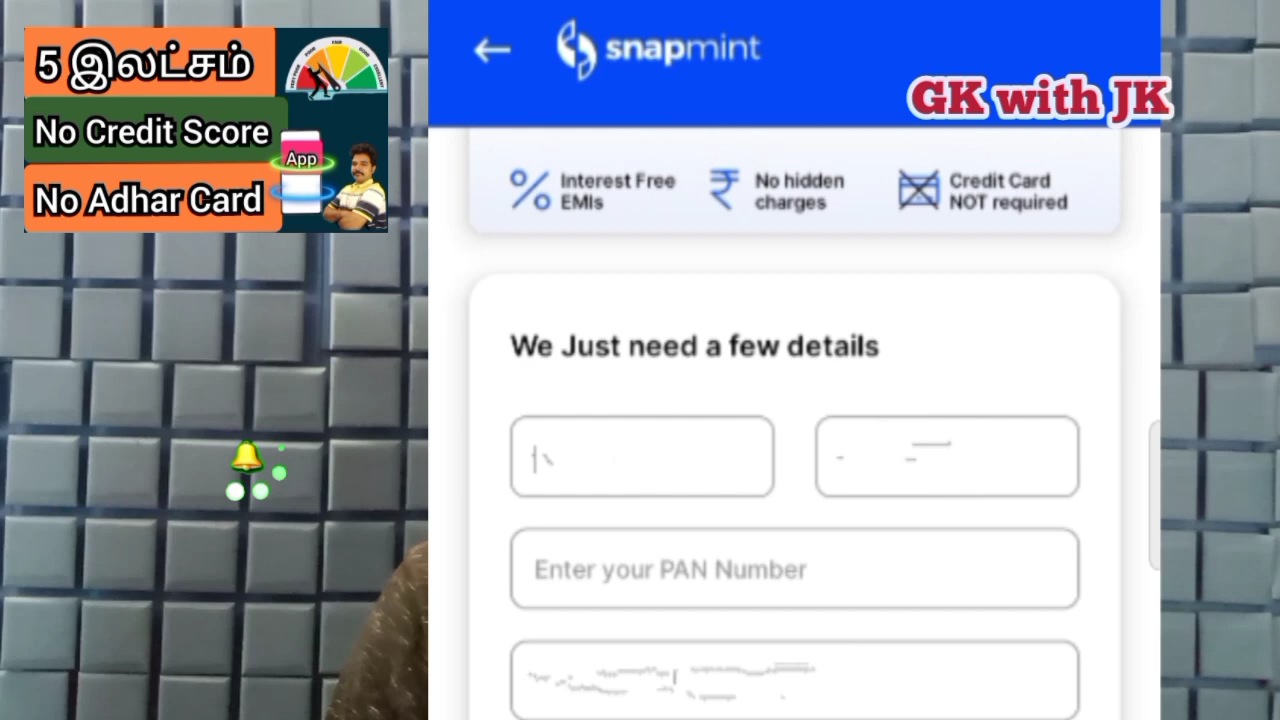 5 இலட்சம்
No Credit Score
App
No Adhar Card
snapmint
GK with JK
Interest Free
EMIs
No hidden
charges
Credit Card
NOT required
We Just need a few details
Enter your PAN Number